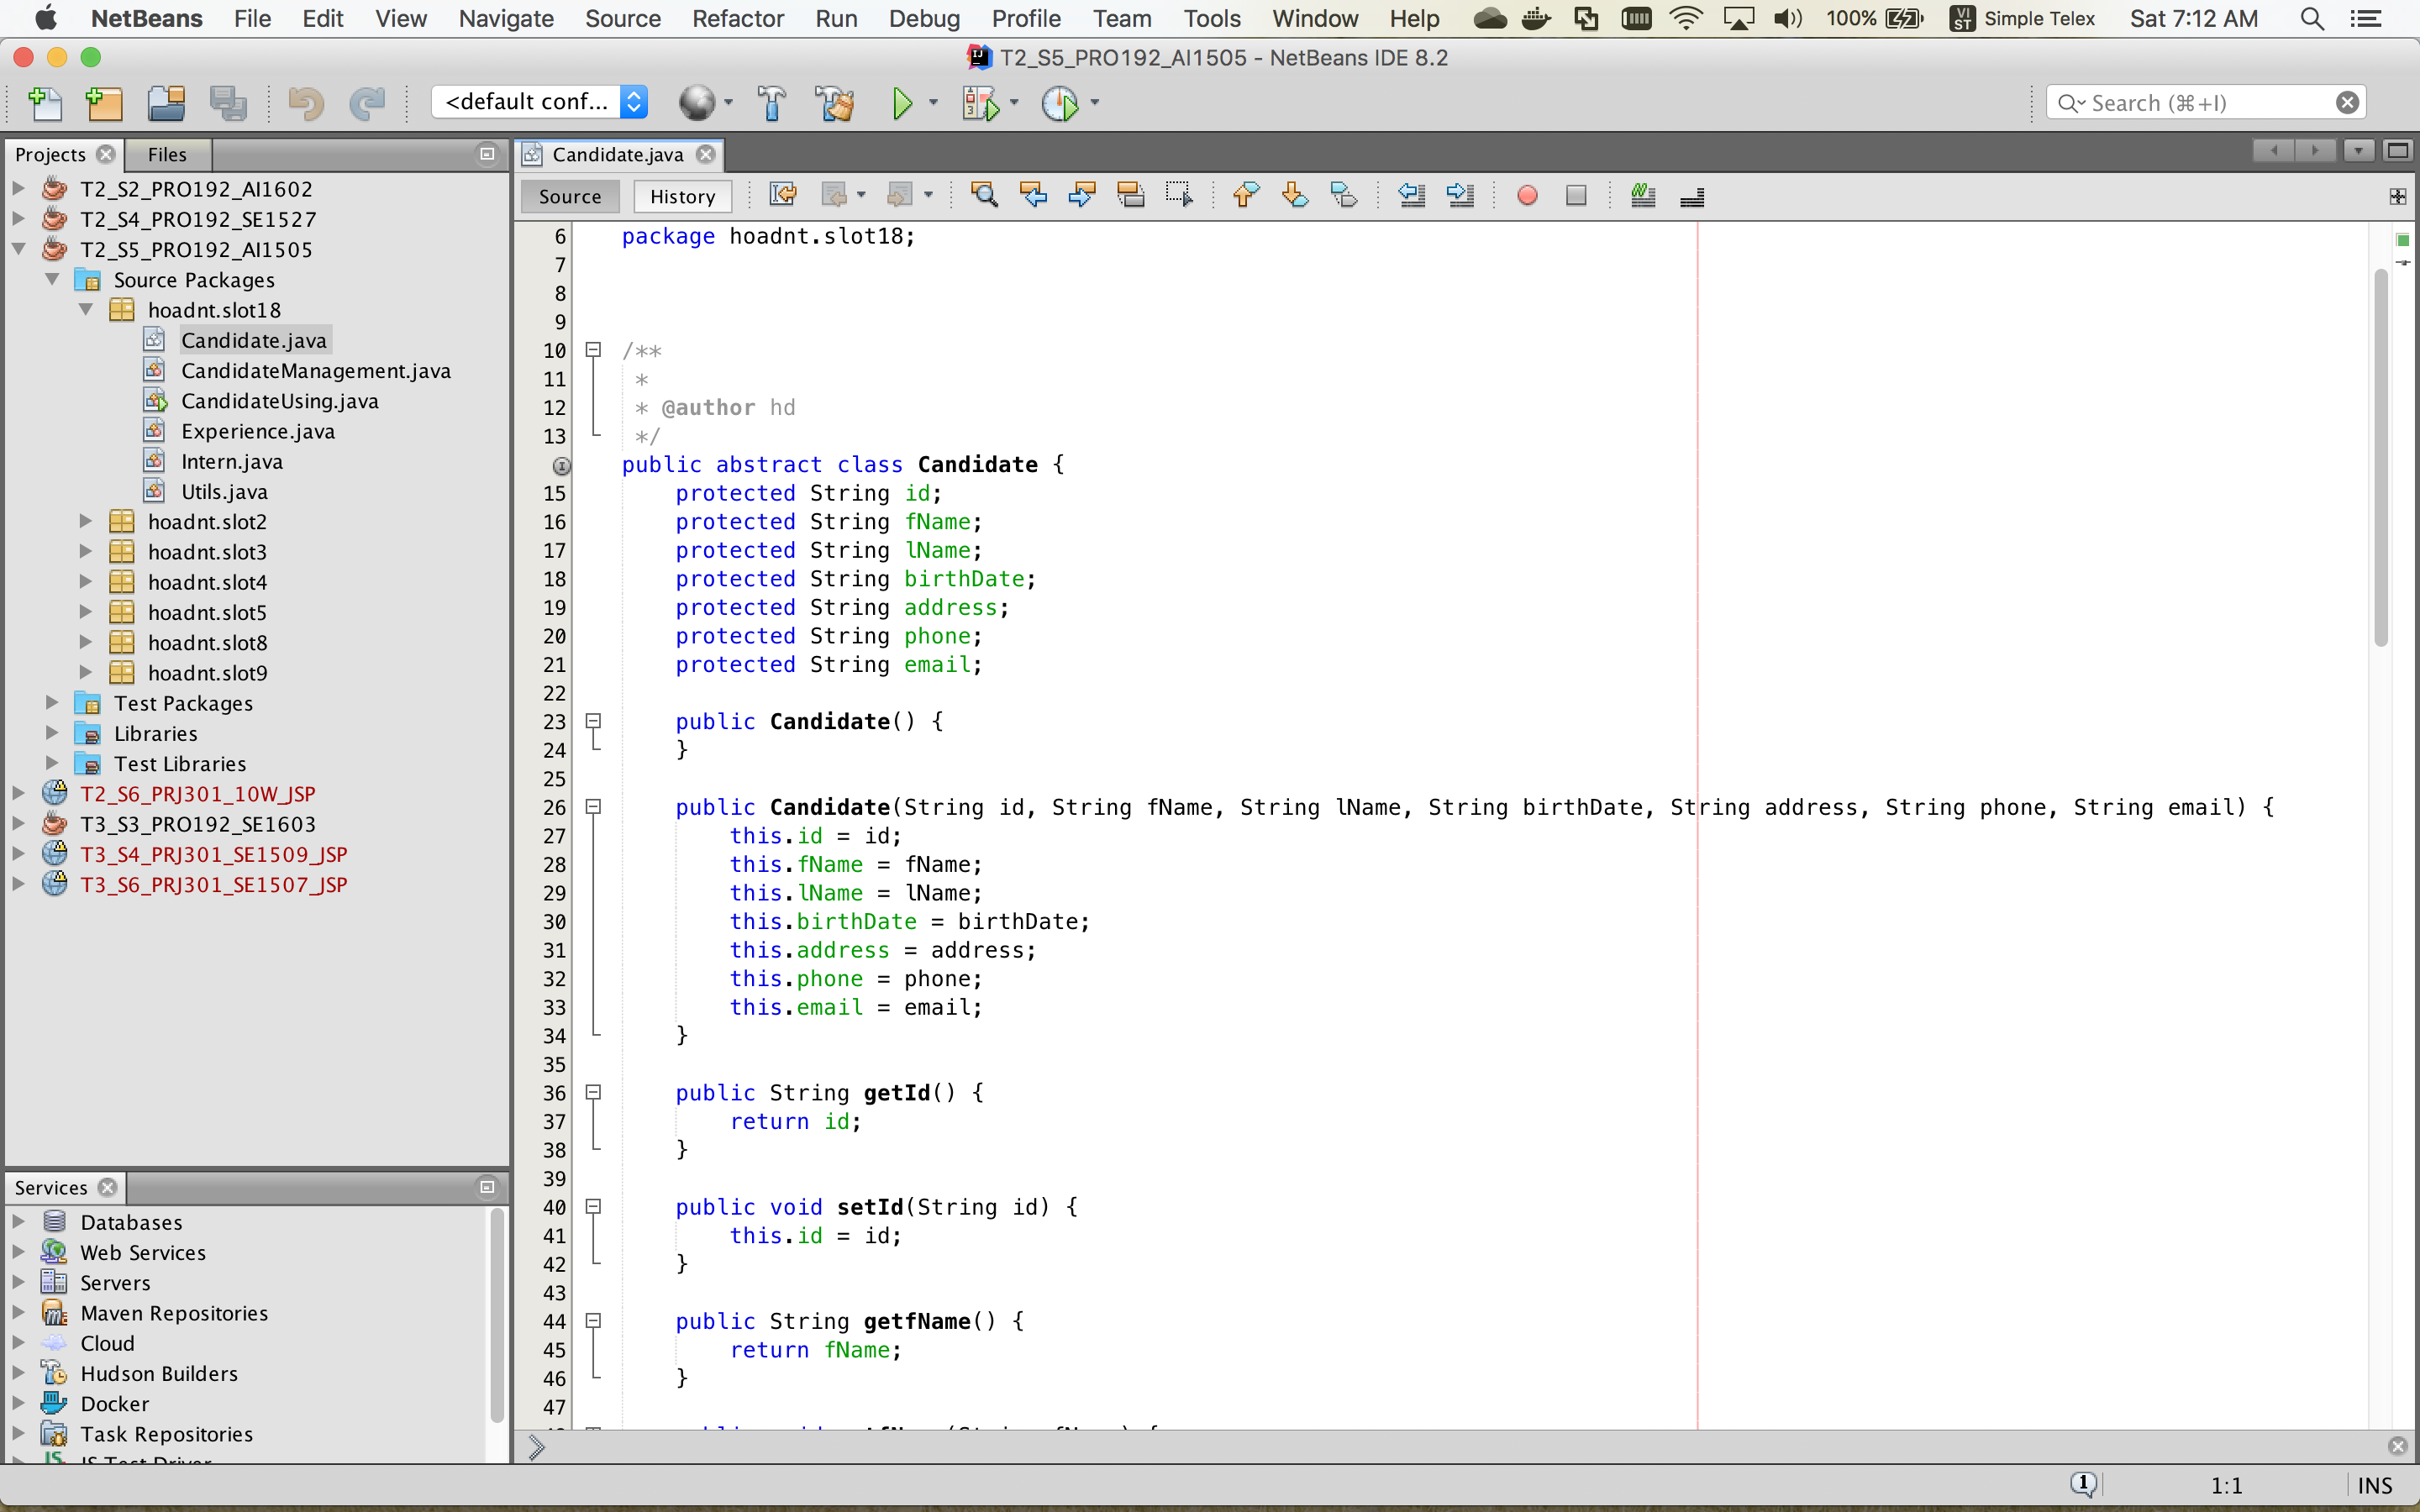 NetBeans File Edit View Navigate Source Refactor Run Debug Profile Team Tools Window Help 100% VI ST Simple Telex Sat 7:12 AM
T2_S5_PRO192_AI1505 - NetBeans IDE 8.2
<default conf...
Search (⌘+I)
Projects Files
T2_S2_PRO192_AI1602
T2_S4_PRO192_SE1527
T2_S5_PRO192_AI1505
Source Packages
hoadnt.slot18
Candidate.java
CandidateManagement.java
CandidateUsing.java
Experience.java
Intern.java
Utils.java
hoadnt.slot2
hoadnt.slot3
hoadnt.slot4
hoadnt.slot5
hoadnt.slot8
hoadnt.slot9
Test Packages
Libraries
Test Libraries
T2_S6_PRJ301_10W_JSP
T3_S3_PRO192_SE1603
T3_S4_PRJ301_SE1509_JSP
T3_S6_PRJ301_SE1507_JSP
Services
Databases
Web Services
Servers
Maven Repositories
Cloud
Hudson Builders
Docker
Task Repositories
JS Test Driver
Candidate.java
Source History
6 package hoadnt.slot18;
7
8
9
10 /**
11 *
12 * @author hd
13 */
public abstract class Candidate {
15 protected String id;
16 protected String fName;
17 protected String lName;
18 protected String birthDate;
19 protected String address;
20 protected String phone;
21 protected String email;
22
23 public Candidate() {
24 }
25
26 public Candidate(String id, String fName, String lName, String birthDate, String address, String phone, String email) {
27 this.id = id;
28 this.fName = fName;
29 this.lName = lName;
30 this.birthDate = birthDate;
31 this.address = address;
32 this.phone = phone;
33 this.email = email;
34 }
35
36 public String getId() {
37 return id;
38 }
39
40 public void setId(String id) {
41 this.id = id;
42 }
43
44 public String getfName() {
45 return fName;
46 }
47
1 1:1 INS